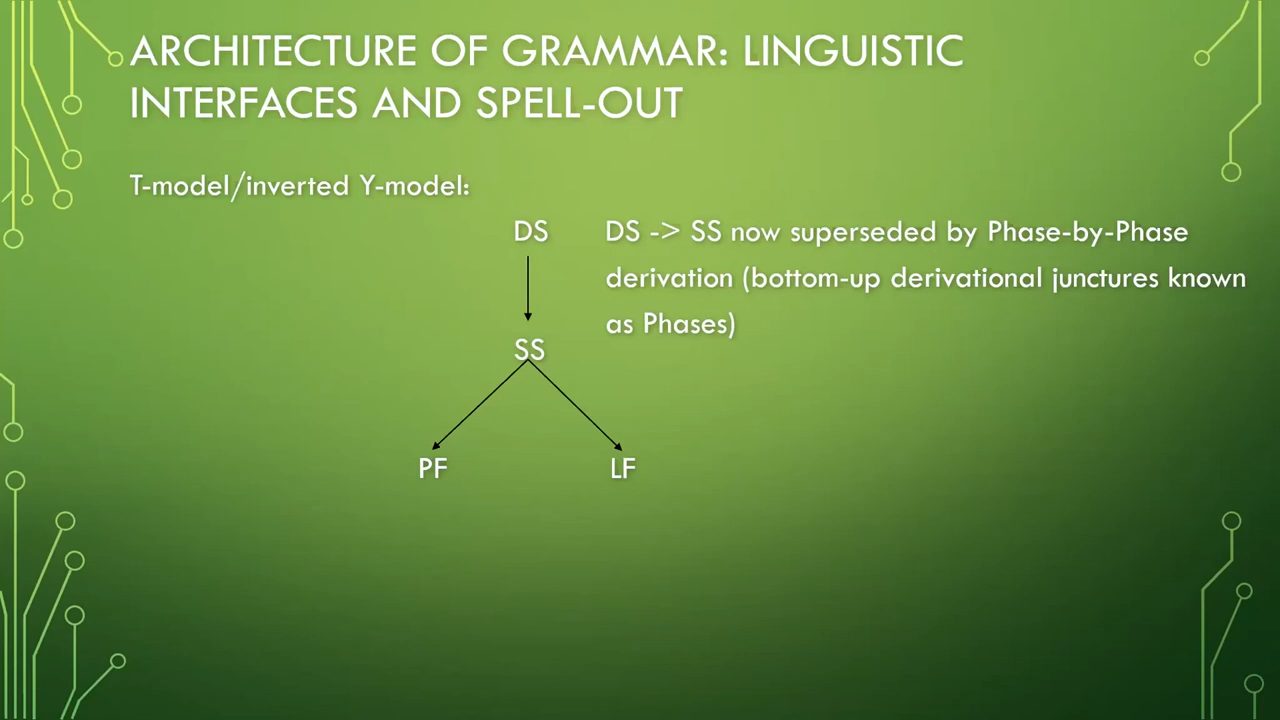 ARCHITECTURE OF GRAMMAR: LINGUISTIC
INTERFACES AND SPELL-OUT
T-model/inverted Y-model:
DS
DS -> SS now superseded by Phase-by-Phase
derivation (bottom-up derivational junctures known
as Phases)
SS
PF
LF